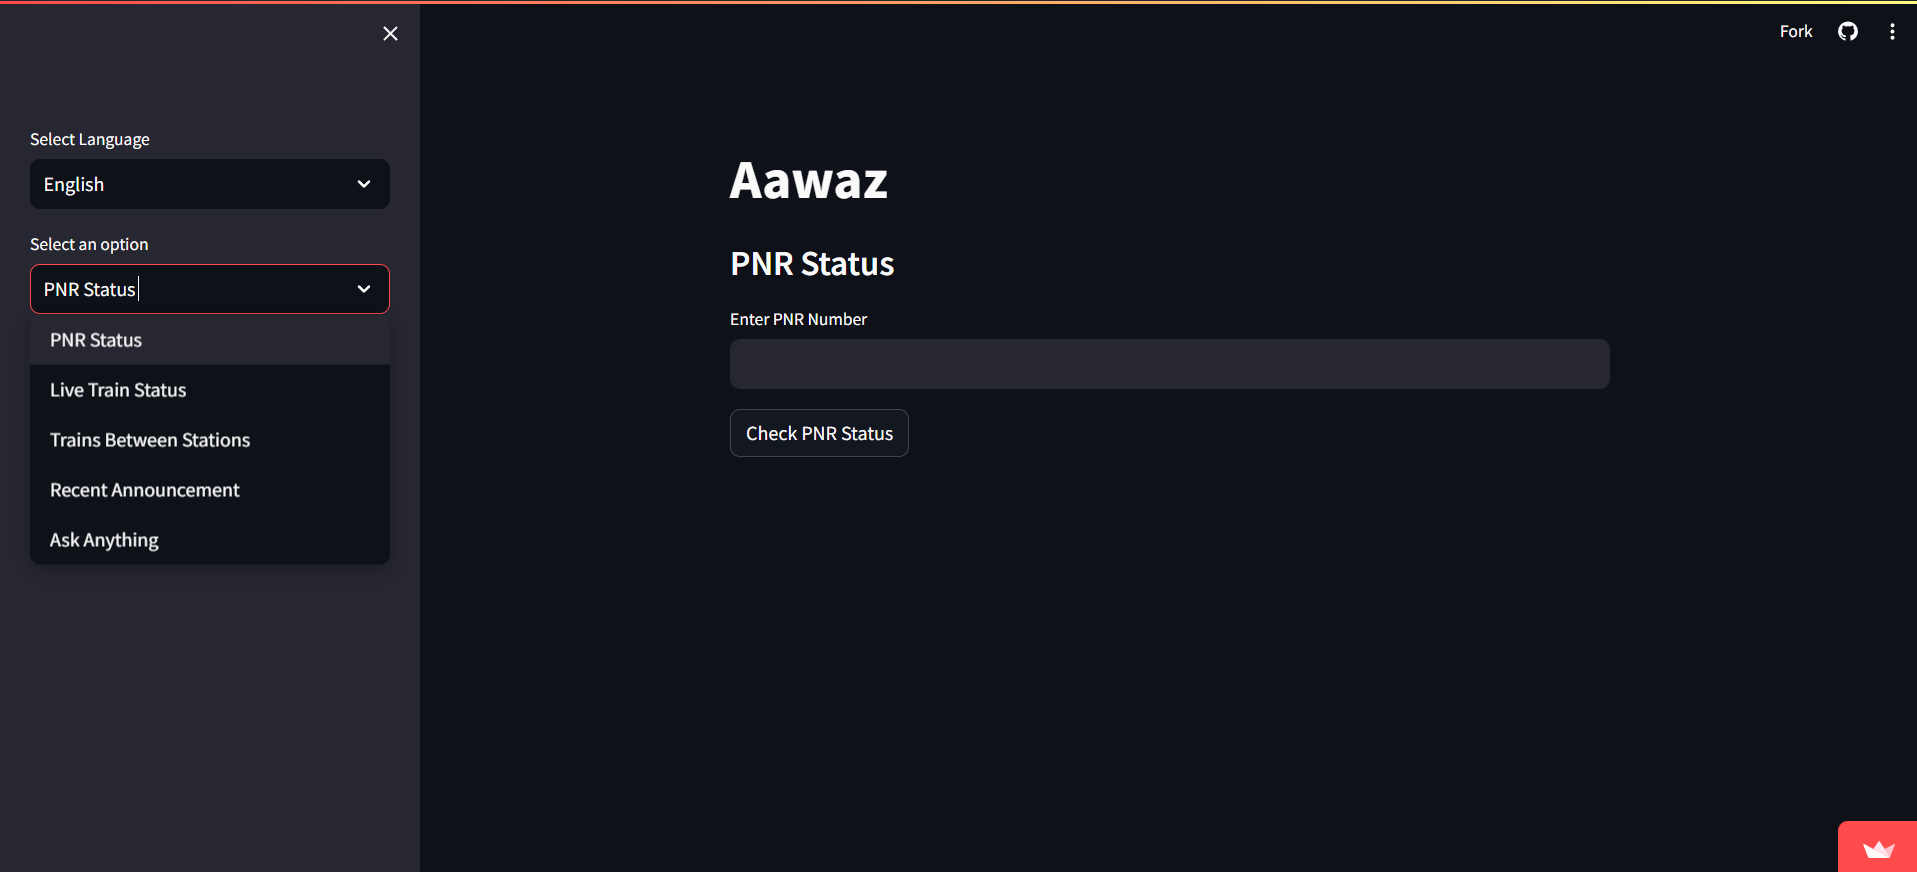 Fork
Select Language
English
Select an option
PNR Status
PNR Status
Live Train Status
Trains Between Stations
Recent Announcement
Ask Anything
Aawaz
PNR Status
Enter PNR Number
Check PNR Status